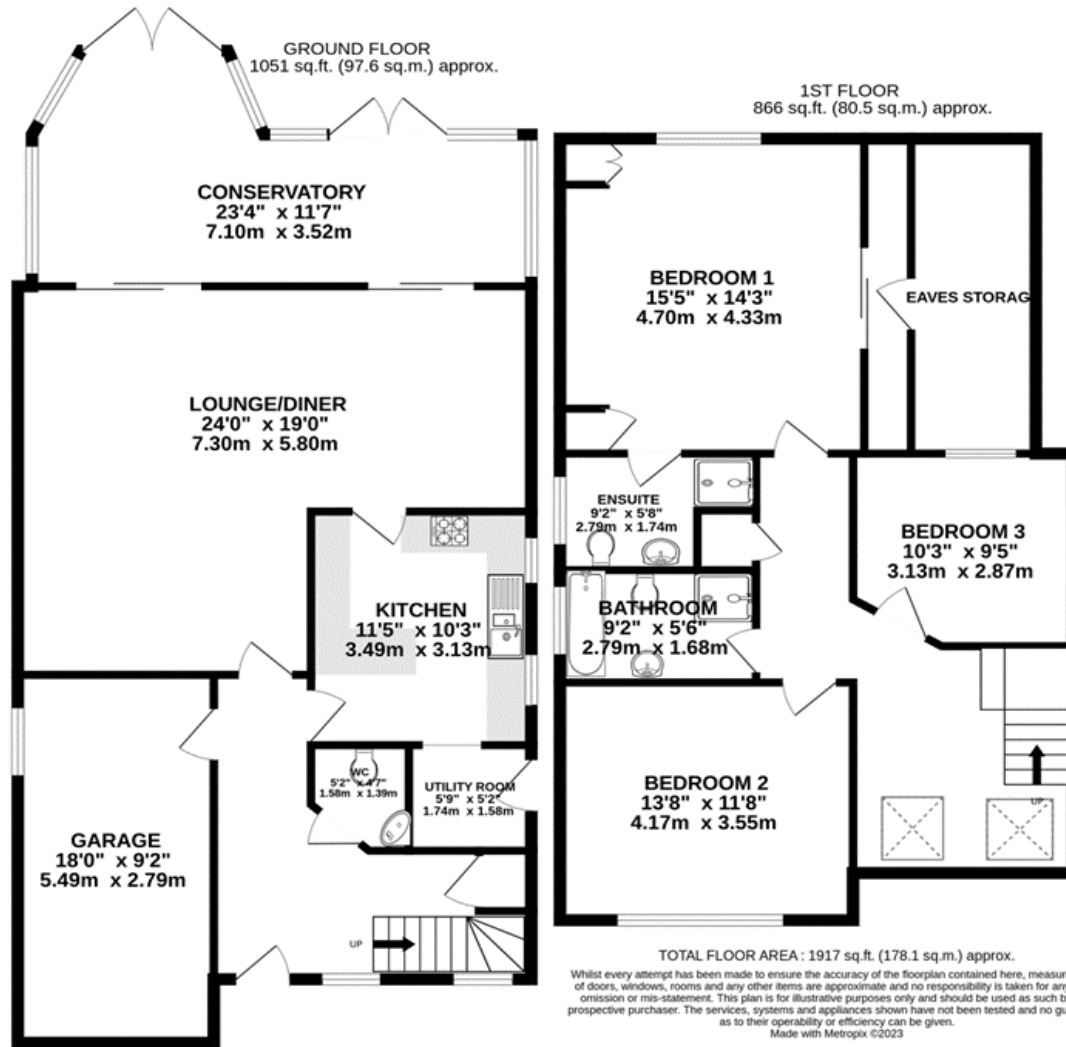 GROUND FLOOR
1051 sq.ft. (97.6 sq.m.) approx.
CONSERVATORY
23'4" x 11'7"
7.10m x 3.52m
LOUNGE/DINER
24'0" x 19'0"
7.30m x 5.80m
KITCHEN
11'5" x 10'3"
3.49m x 3.13m
WC
5'2" x 4'7"
1.58m x 1.39m
UTILITY ROOM
5'9" x 5'2"
1.74m x 1.58m
GARAGE
18'0" x 9'2"
5.49m x 2.79m
UP
1ST FLOOR
866 sq.ft. (80.5 sq.m.) approx.
BEDROOM 1
15'5" x 14'3"
4.70m x 4.33m
EAVES STORAG
ENSUITE
9'2" x 5'8"
2.79m x 1.74m
BEDROOM 3
10'3" x 9'5"
3.13m x 2.87m
BATHROOM
9'2" x 5'6"
2.79m x 1.68m
BEDROOM 2
13'8" x 11'8"
4.17m x 3.55m
UP
TOTAL FLOOR AREA : 1917 sq.ft. (178.1 sq.m.) approx.
Whilst every attempt has been made to ensure the accuracy of the floorplan contained here, measure
of doors, windows, rooms and any other items are approximate and no responsibility is taken for any
omission or mis-statement. This plan is for illustrative purposes only and should be used as such b
prospective purchaser. The services, systems and appliances shown have not been tested and no gu
as to their operability or efficiency can be given.
Made with Metropix ©2023